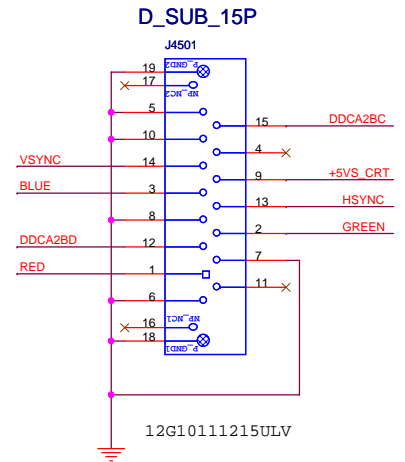 D_SUB_15P
J4501
19 P_GND2
17 NP_NC2
5
15 DDCA2BC
10
4
VSYNC 14
9 +5VS_CRT
BLUE 3
13 HSYNC
8
2 GREEN
DDCA2BD 12
7
RED 1
11
6
16 NP_NC1
18 P_GND1
12G10111215ULV